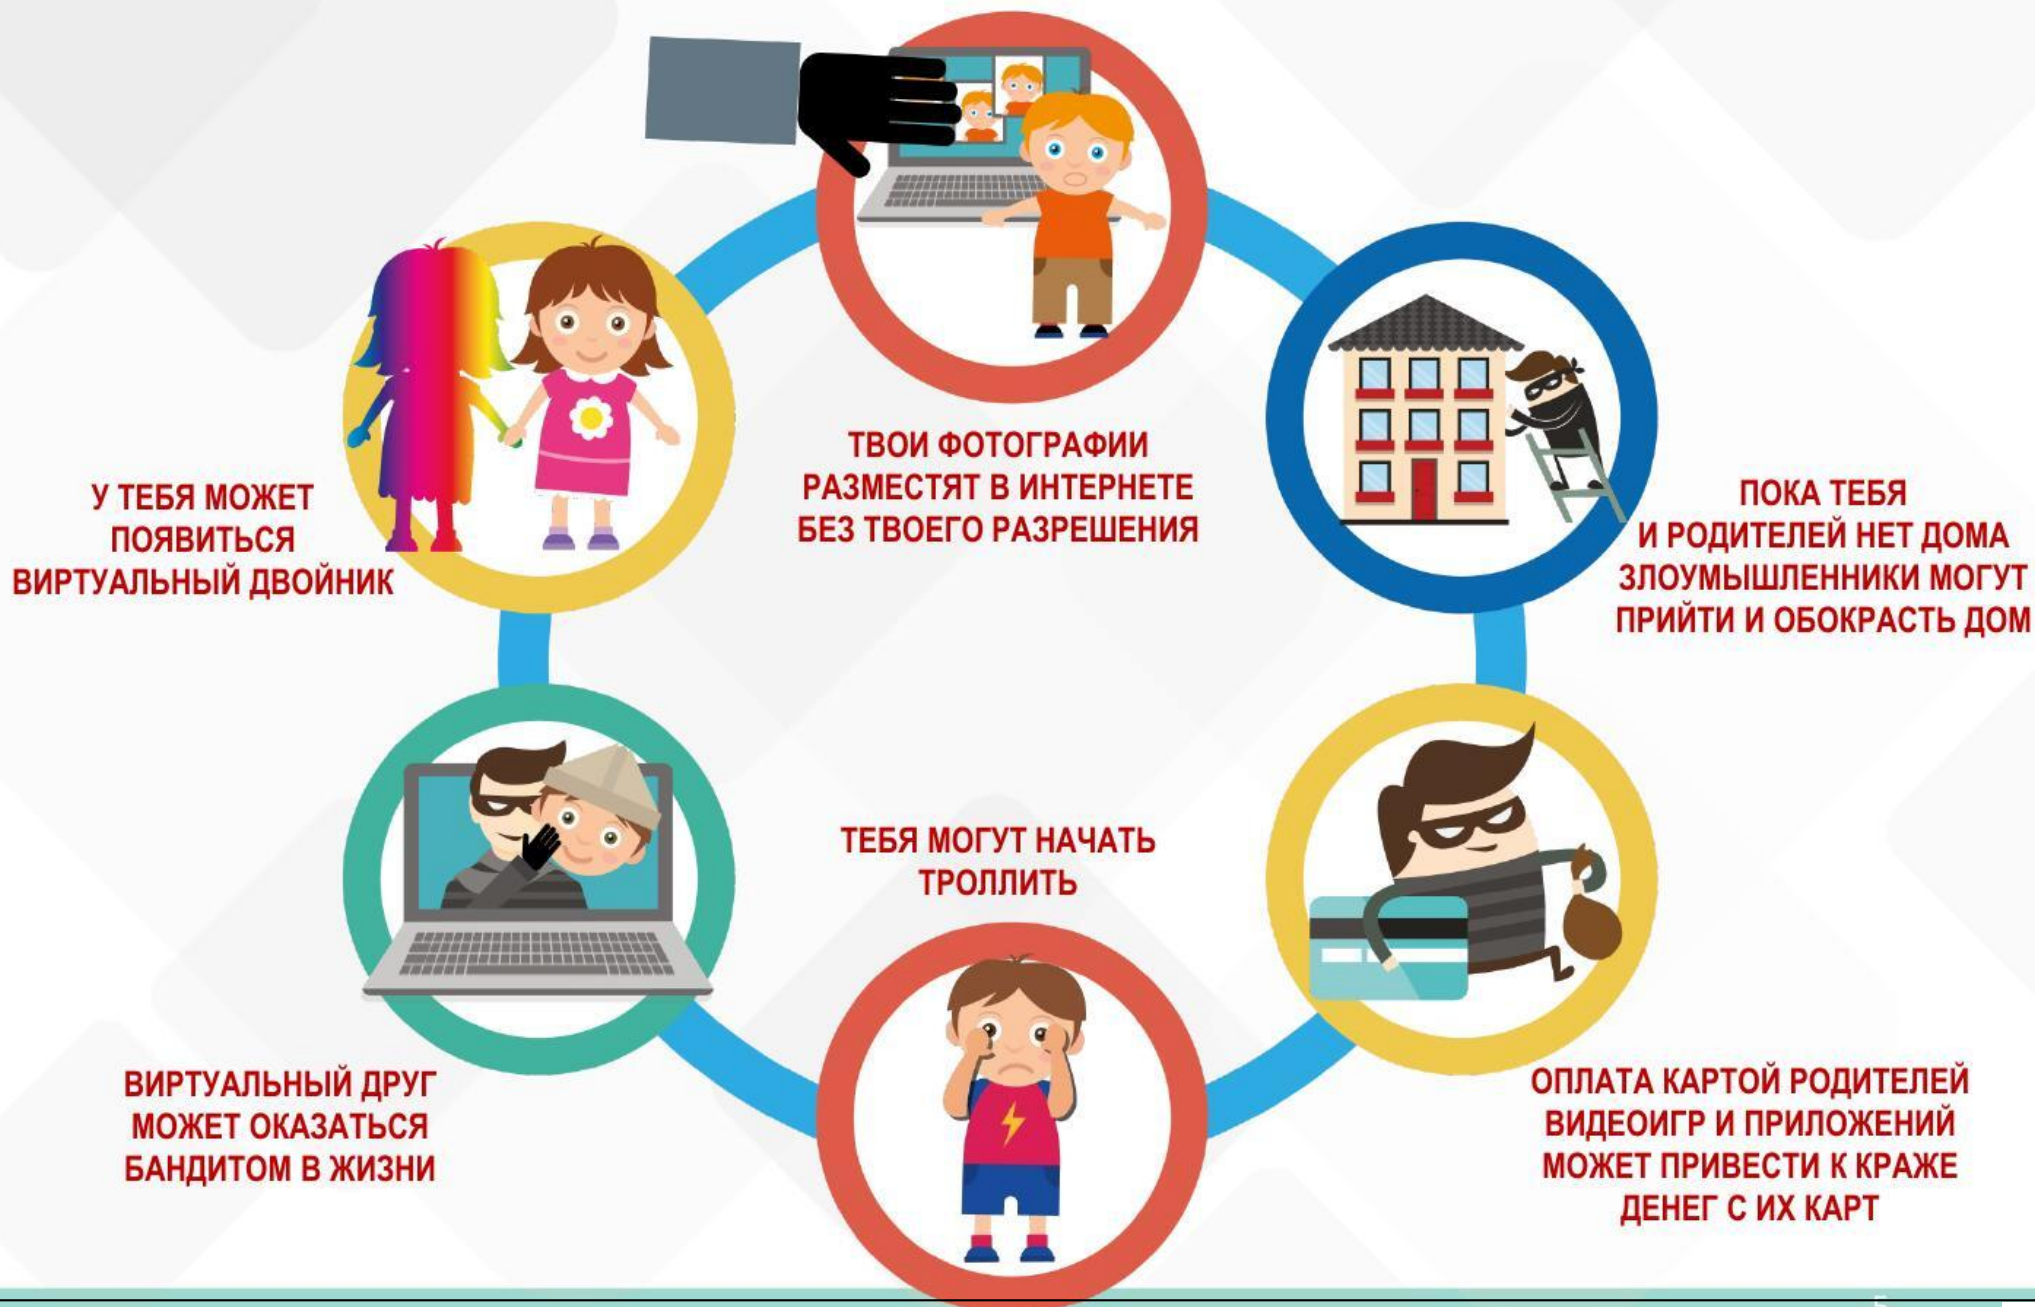 ТВОИ ФОТОГРАФИИ
РАЗМЕСТЯТ В ИНТЕРНЕТЕ
БЕЗ ТВОЕГО РАЗРЕШЕНИЯ
У ТЕБЯ МОЖЕТ
ПОЯВИТЬСЯ
ВИРТУАЛЬНЫЙ ДВОЙНИК
ПОКА ТЕБЯ
И РОДИТЕЛЕЙ НЕТ ДОМА
ЗЛОУМЫШЛЕННИКИ МОГУТ
ПРИЙТИ И ОБОКРАСТЬ ДОМ
ТЕБЯ МОГУТ НАЧАТЬ
ТРОЛЛИТЬ
ВИРТУАЛЬНЫЙ ДРУГ
МОЖЕТ ОКАЗАТЬСЯ
БАНДИТОМ В ЖИЗНИ
ОПЛАТА КАРТОЙ РОДИТЕЛЕЙ
ВИДЕОИГР И ПРИЛОЖЕНИЙ
МОЖЕТ ПРИВЕСТИ К КРАЖЕ
ДЕНЕГ С ИХ КАРТ